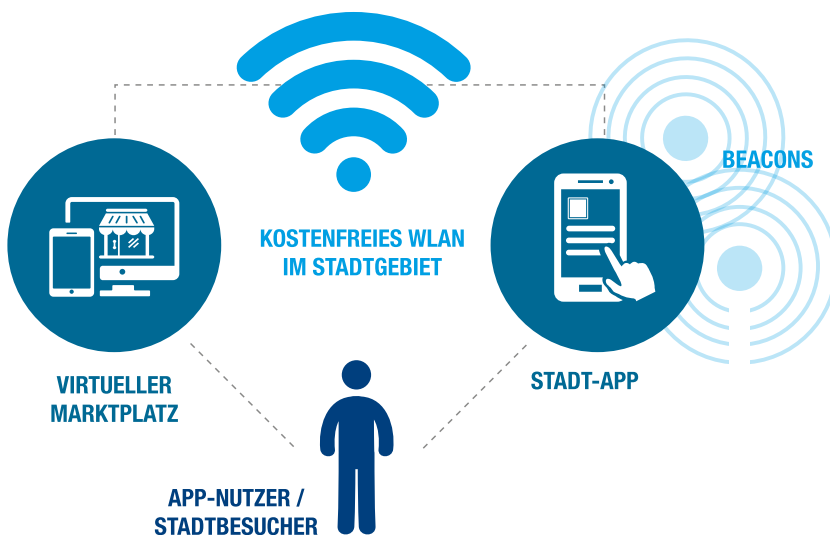 BEACONS
KOSTENFREIES WLAN
IM STADTGEBIET
VIRTUELLER
MARKTPLATZ
STADT-APP
APP-NUTZER /
STADTBESUCHER